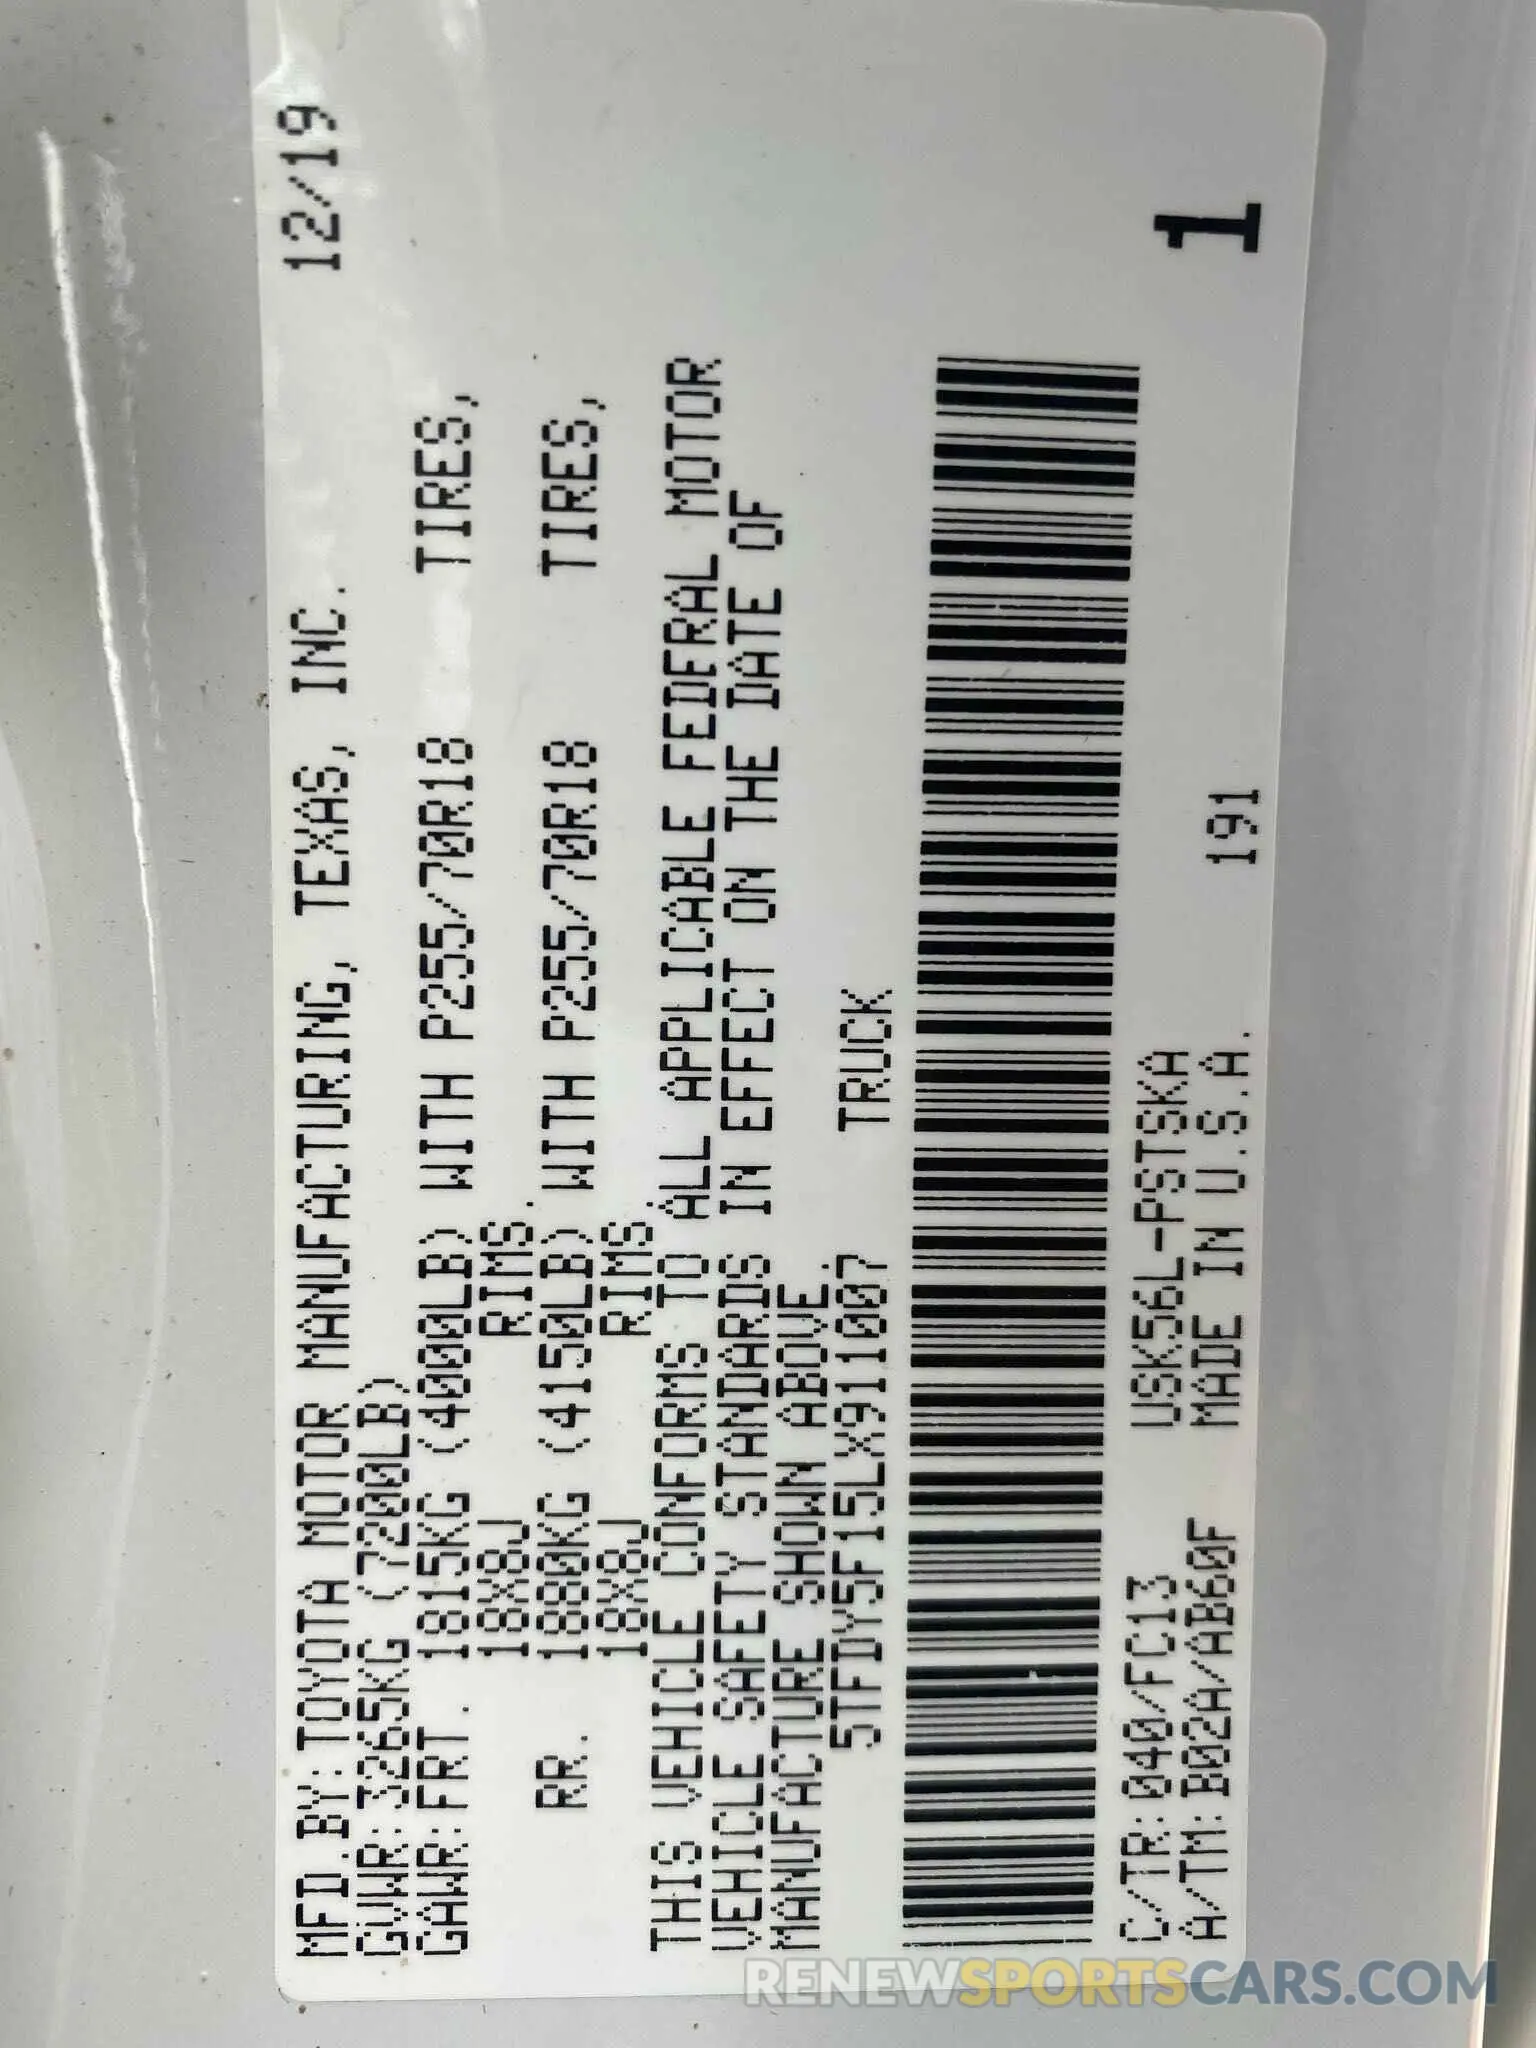 MFD.BY:TOYOTA MOTOR MANUFACTURING, TEXAS, INC. 12/19
GVWR:3265KG (7200LB)
GAWR:FRT. 1815KG (4000LB) WITH P255/70R18 TIRES,
18X8J RIMS.
RR. 1880KG (4150LB) WITH P255/70R18 TIRES,
18X8J RIMS.
THIS VEHICLE CONFORMS TO ALL APPLICABLE FEDERAL MOTOR
VEHICLE SAFETY STANDARDS IN EFFECT ON THE DATE OF
MANUFACTURE SHOWN ABOVE.
5TFDY5F15LX911007 TRUCK
C/TR:040/FC13 USK56L-PSTSKA
A/TM:B02A/AB60F MADE IN U.S.A. 191
1
RENEWSPORTSCARS.COM